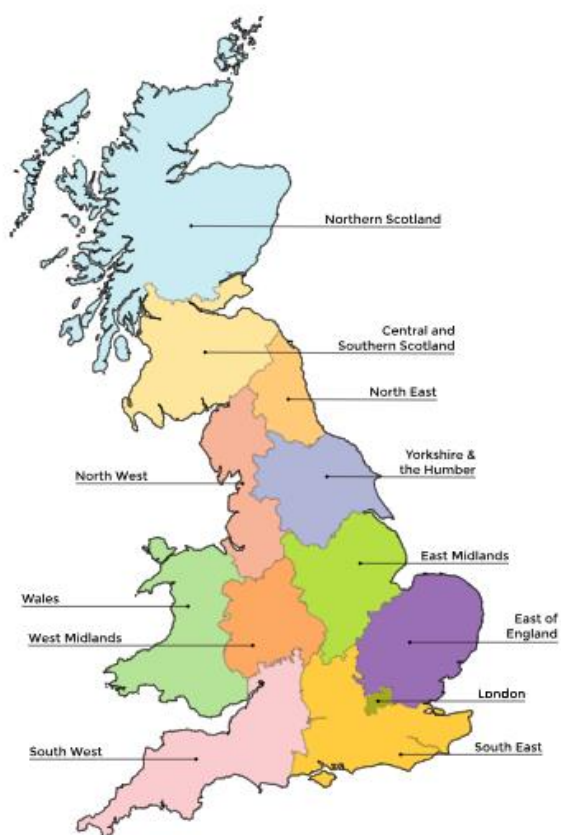 Northern Scotland
Central and
Southern Scotland
North East
Yorkshire &
the Humber
North West
East Midlands
Wales
West Midlands
East of
England
London
South East
South West